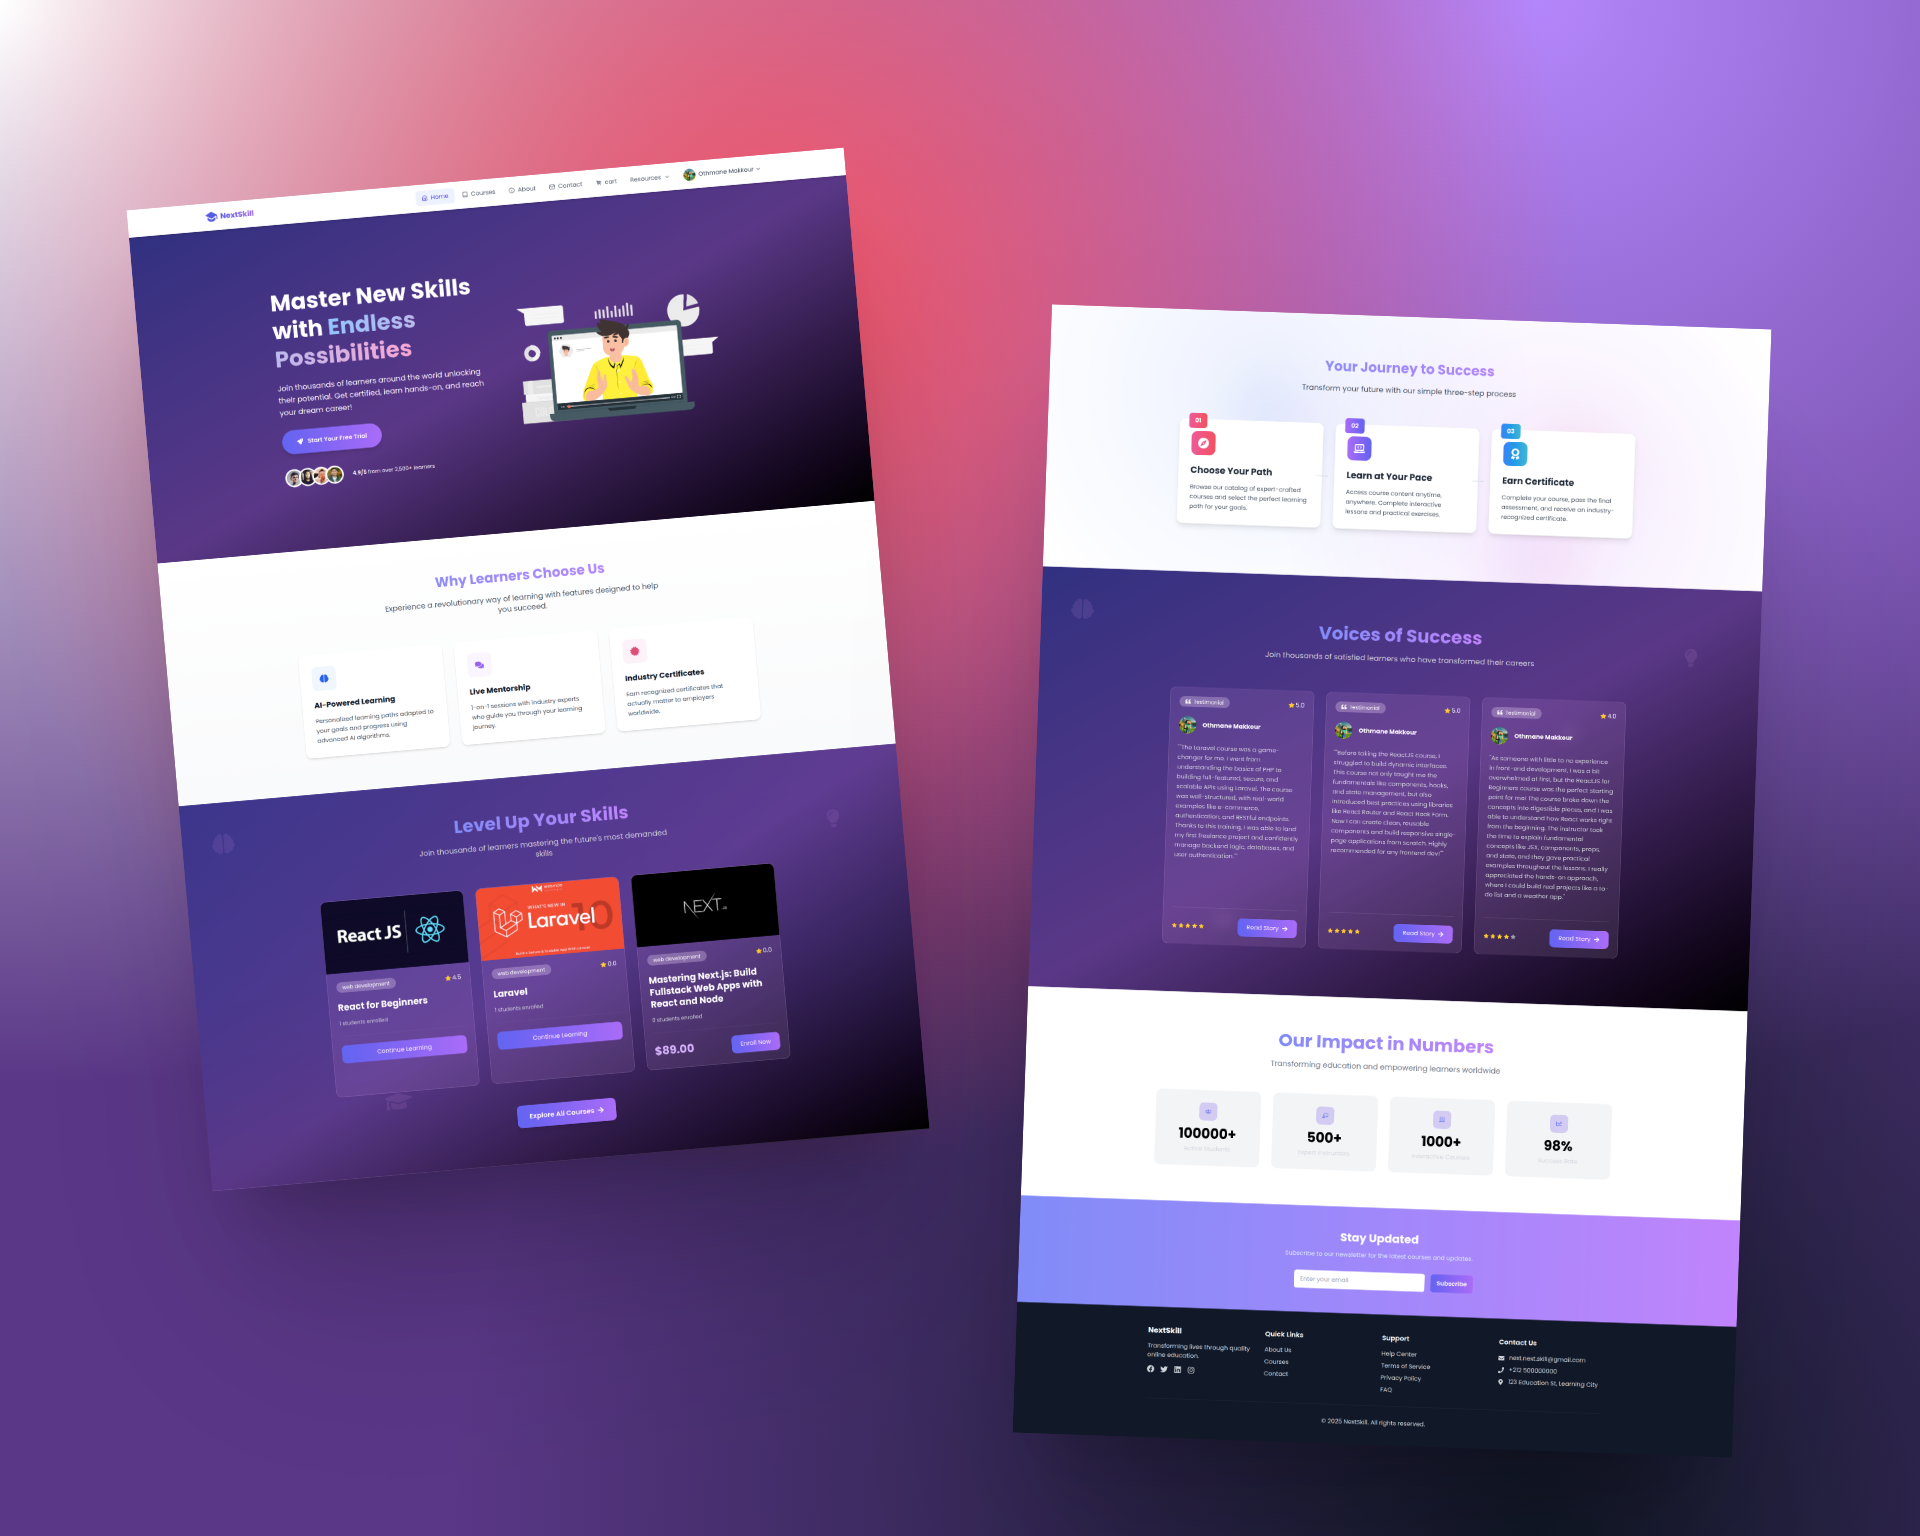 NextSkill
Home
Courses
About
Contact
cart
Resources
Othmane Makkour
Master New Skills
with Endless
Possibilities
Join thousands of learners around the world unlocking
their potential. Get certified, learn hands-on, and reach
your dream career!
Start Your Free Trial
4.9/5 from over 2,500+ learners
Why Learners Choose Us
Experience a revolutionary way of learning with features designed to help
you succeed.
AI-Powered Learning
Personalized learning paths adapted to
your goals and progress using
advanced AI algorithms.
Live Mentorship
1-on-1 sessions with industry experts
who guide you through your learning
journey.
Industry Certificates
Earn recognized certificates that
actually matter to employers
worldwide.
Level Up Your Skills
Join thousands of learners mastering the future's most demanded
skills
React JS
web development
4.5
React for Beginners
1 students enrolled
Continue Learning
WHAT'S NEW IN
Laravel 10
web development
0.0
Laravel
1 students enrolled
Continue Learning
NEXT.JS
web development
0.0
Mastering Next.js: Build
Fullstack Web Apps with
React and Node
0 students enrolled
$89.00
Enroll Now
Explore All Courses
Your Journey to Success
Transform your future with our simple three-step process
01
Choose Your Path
Browse our catalog of expert-crafted
courses and select the perfect learning
path for your goals.
02
Learn at Your Pace
Access course content anytime,
anywhere. Complete interactive
lessons and practical exercises.
03
Earn Certificate
Complete your course, pass the final
assessment, and receive an industry-
recognized certificate.
Voices of Success
Join thousands of satisfied learners who have transformed their careers
Testimonial
5.0
Othmane Makkour
"The Laravel course was a game-
changer for me. I went from
understanding the basics of PHP to
building full-featured, secure, and
scalable APIs using Laravel. The course
was well-structured, with real-world
examples like e-commerce,
authentication, and RESTful endpoints.
Thanks to this training, I was able to land
my first freelance project and confidently
manage backend logic, databases, and
user authentication."
Read Story
Testimonial
5.0
Othmane Makkour
"Before taking the ReactJS course, I
struggled to build dynamic interfaces.
This course not only taught me the
fundamentals like components, hooks,
and state management, but also
introduced best practices using libraries
like React Router and React Hook Form.
Now I can create clean, reusable
components and build responsive single-
page applications from scratch. Highly
recommended for any frontend dev!"
Read Story
Testimonial
4.0
Othmane Makkour
"As someone with little to no experience
in front-end development, I was a bit
overwhelmed at first, but the ReactJS for
Beginners course was the perfect starting
point for me! The course broke down the
concepts into digestible pieces, and I was
able to understand how React works right
from the beginning. The instructor took
the time to explain fundamental
concepts like JSX, components, props,
and state, and they gave practical
examples throughout the lessons. I really
appreciated the hands-on approach,
where I could build real projects like a to-
do list and a weather app."
Read Story
Our Impact in Numbers
Transforming education and empowering learners worldwide
100000+
Active Students
500+
Expert Instructors
1000+
Interactive Courses
98%
Success Rate
Stay Updated
Subscribe to our newsletter for the latest courses and updates.
Enter your email
Subscribe
NextSkill
Transforming lives through quality
online education.
Quick Links
About Us
Courses
Contact
Support
Help Center
Terms of Service
Privacy Policy
FAQ
Contact Us
next.next.skill@gmail.com
+212 500000000
123 Education St, Learning City
© 2025 NextSkill. All rights reserved.